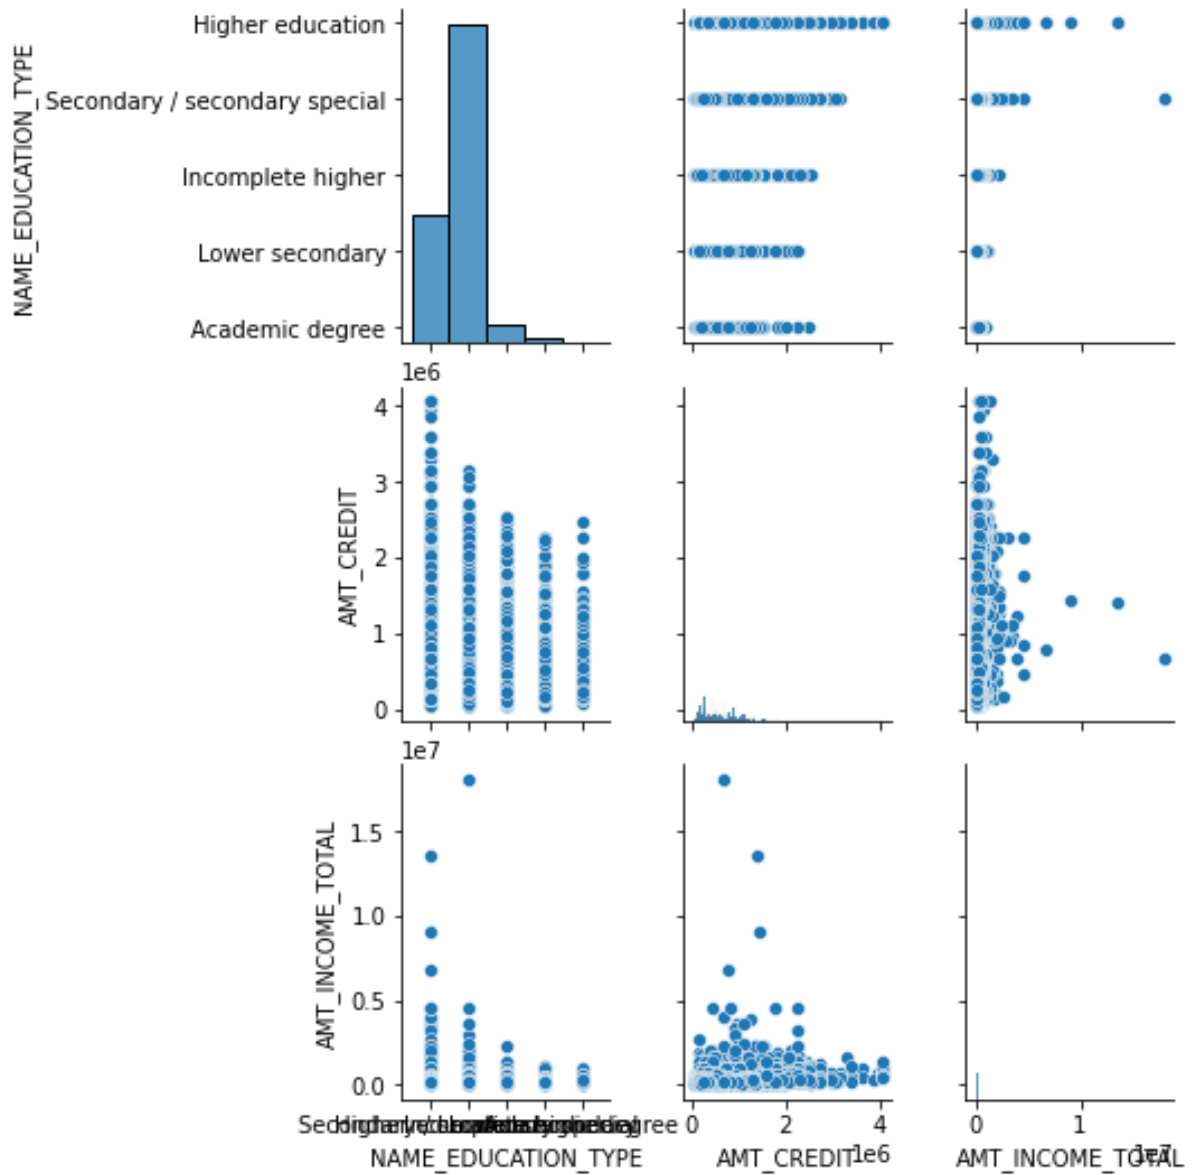 NAME_EDUCATION_TYPE
Higher education
Secondary / secondary special
Incomplete higher
Lower secondary
Academic degree
1e6
AMT_CREDIT
4
3
2
1
0
0 1
1e7
AMT_INCOME_TOTAL
1.5
1.0
0.5
0.0
0 2 4
1e6
1e7
NAME_EDUCATION_TYPE
AMT_CREDIT
AMT_INCOME_TOTAL